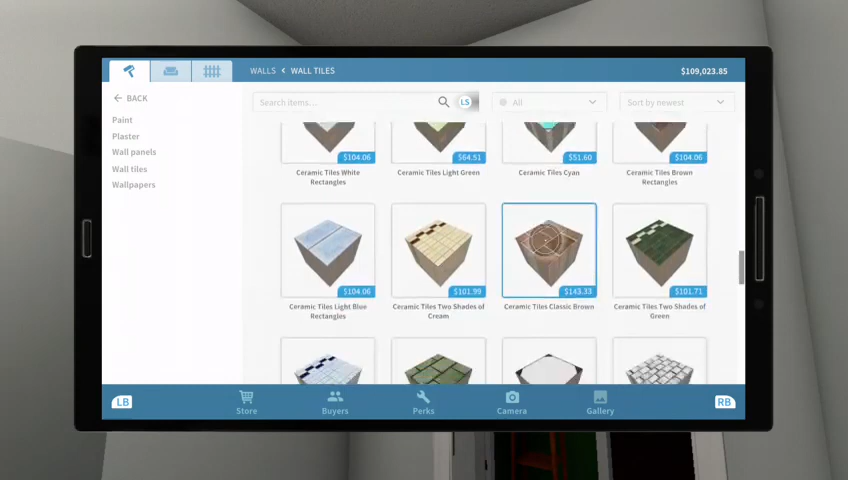 WALLS < WALL TILES
$109,023.85
BACK
Search items...
LS
All
Sort by newest
Paint
Plaster
Wall panels
Wall tiles
Wallpapers
$104.06
$64.51
$51.60
$104.06
Ceramic Tiles White
Rectangles
Ceramic Tiles Light Green
Ceramic Tiles Cyan
Ceramic Tiles Brown
Rectangles
$104.06
$101.99
$143.33
$101.71
Ceramic Tiles Light Blue
Rectangles
Ceramic Tiles Two Shades of
Cream
Ceramic Tiles Classic Brown
Ceramic Tiles Two Shades of
Green
LB
Store
Buyers
Perks
Camera
Gallery
RB